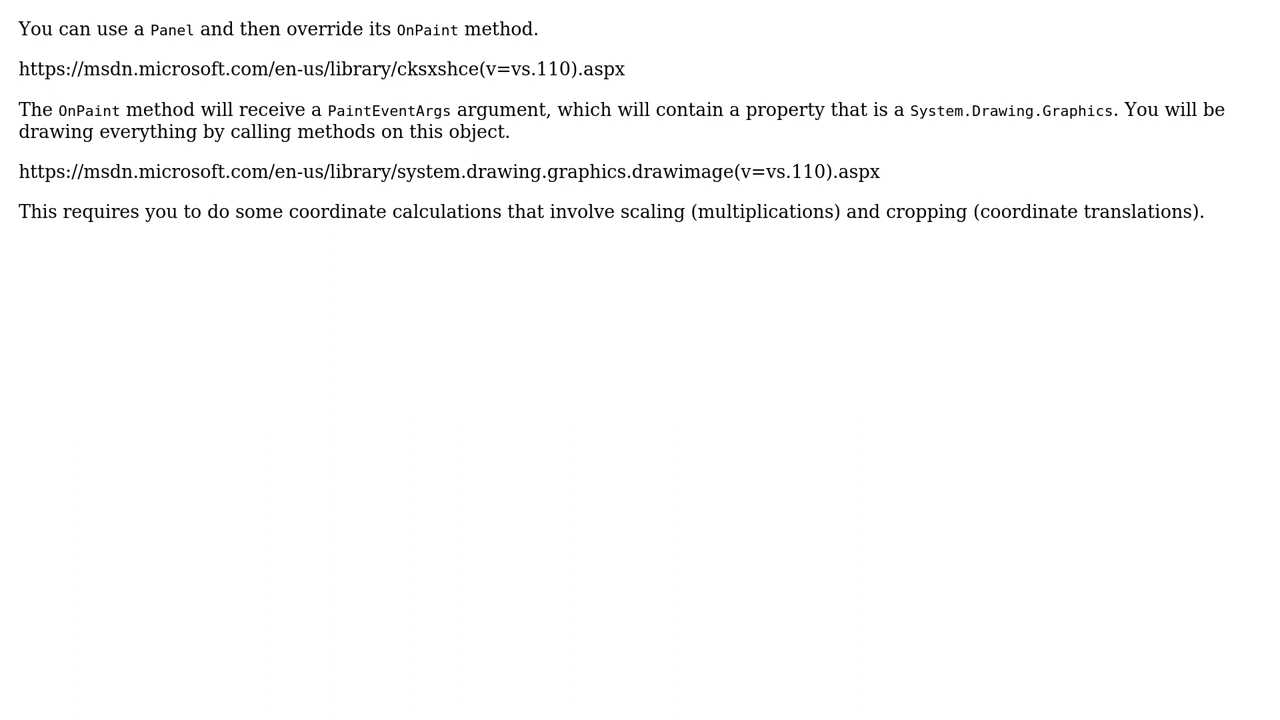 You can use a Panel and then override its OnPaint method.
https://msdn.microsoft.com/en-us/library/cksxshce(v=vs.110).aspx
The OnPaint method will receive a PaintEventArgs argument, which will contain a property that is a System.Drawing.Graphics. You will be
drawing everything by calling methods on this object.
https://msdn.microsoft.com/en-us/library/system.drawing.graphics.drawimage(v=vs.110).aspx
This requires you to do some coordinate calculations that involve scaling (multiplications) and cropping (coordinate translations).